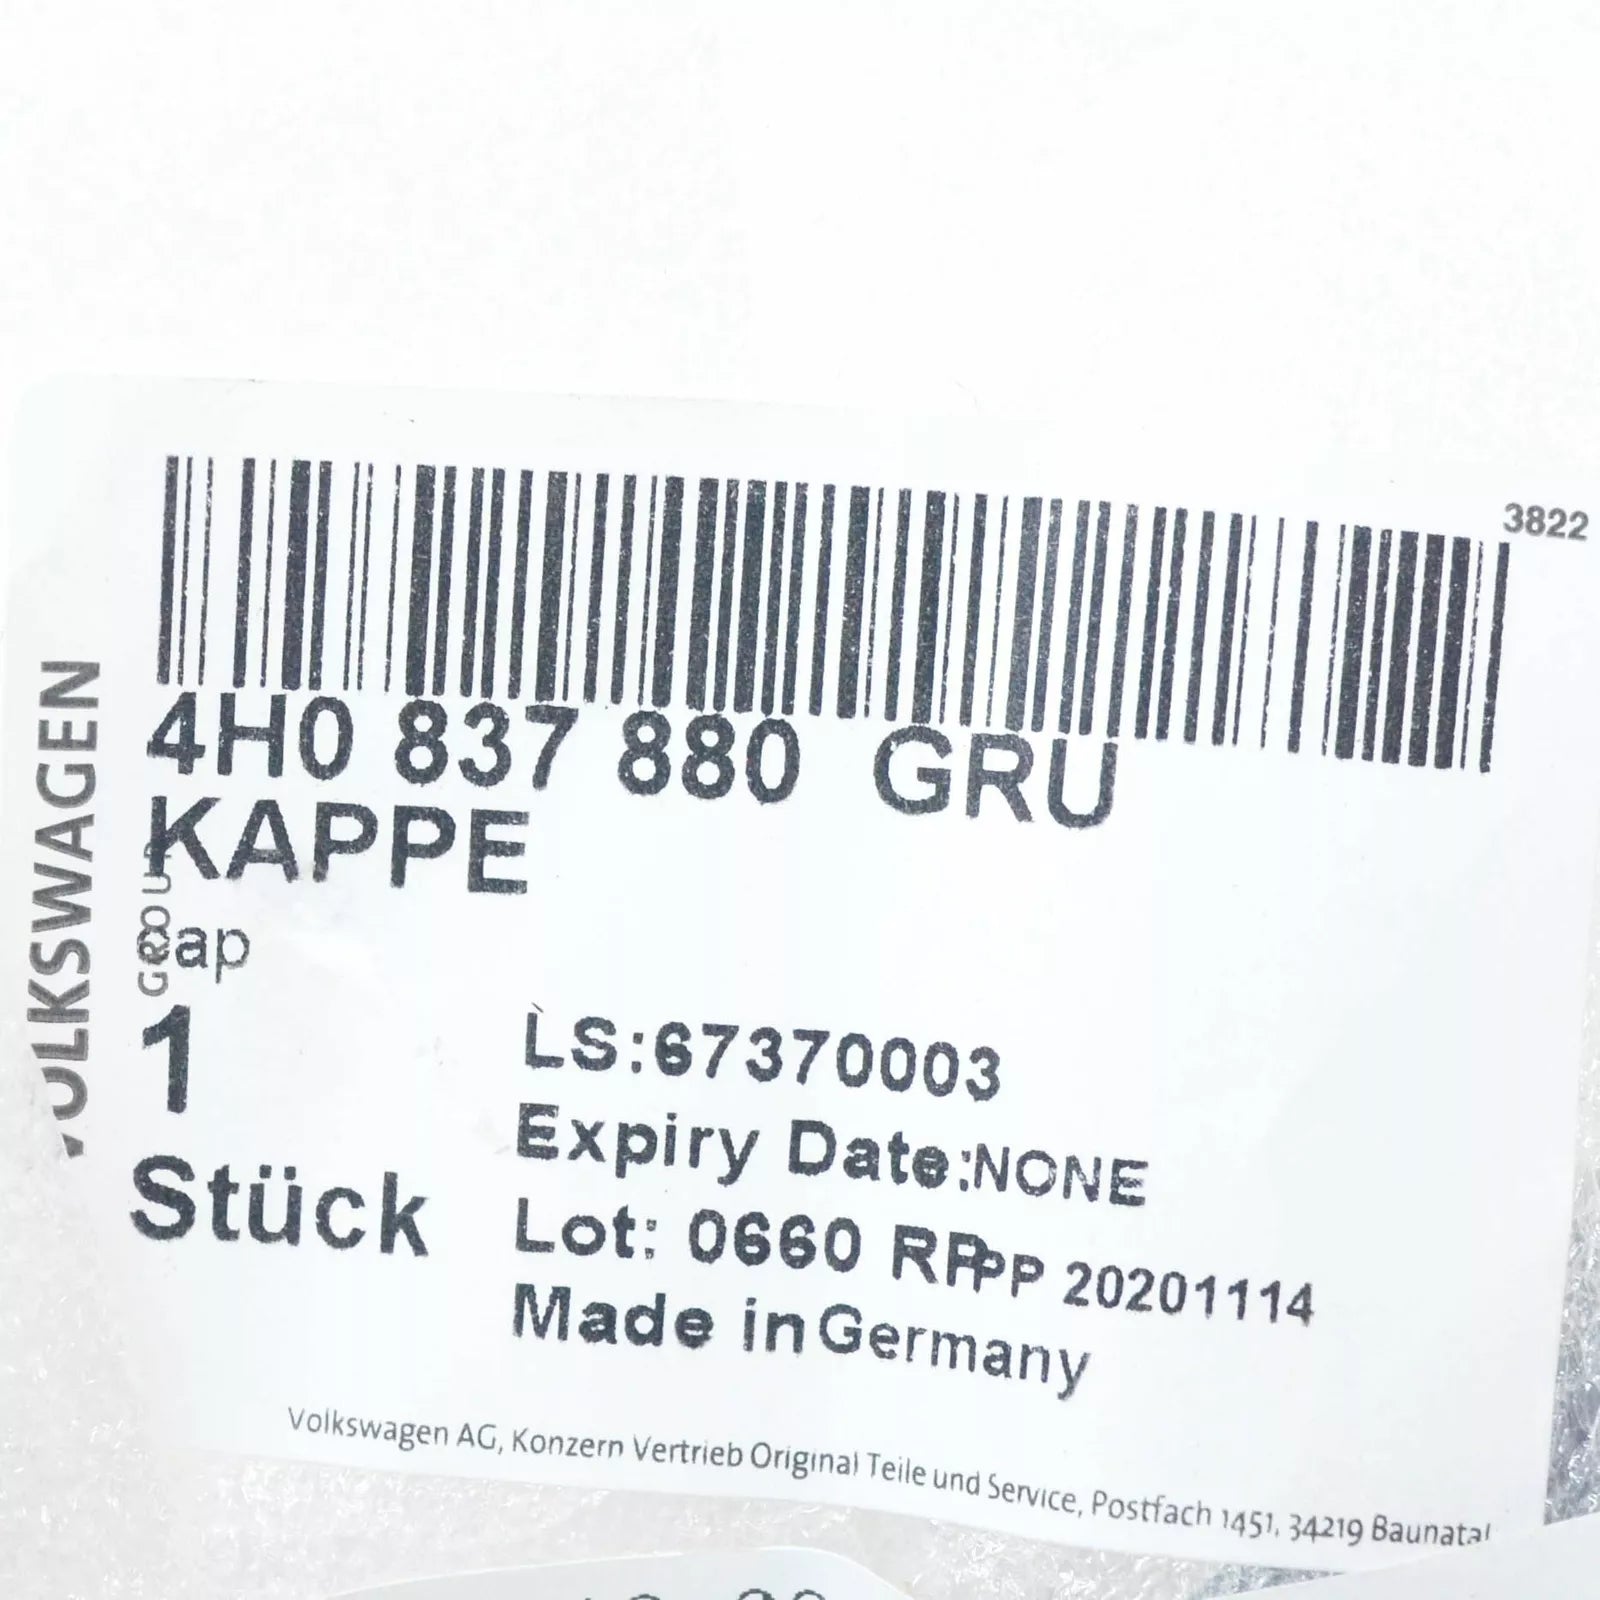 3822
4H0 837 880 GRU
KAPPE
Cap
VOLKSWAGEN
GROUP
1
Stück
LS:67370003
Expiry Date:NONE
Lot: 0660 RPPP 20201114
Made in Germany
Volkswagen AG, Konzern Vertrieb Original Teile und Service, Postfach 1451, 34219 Baunatal